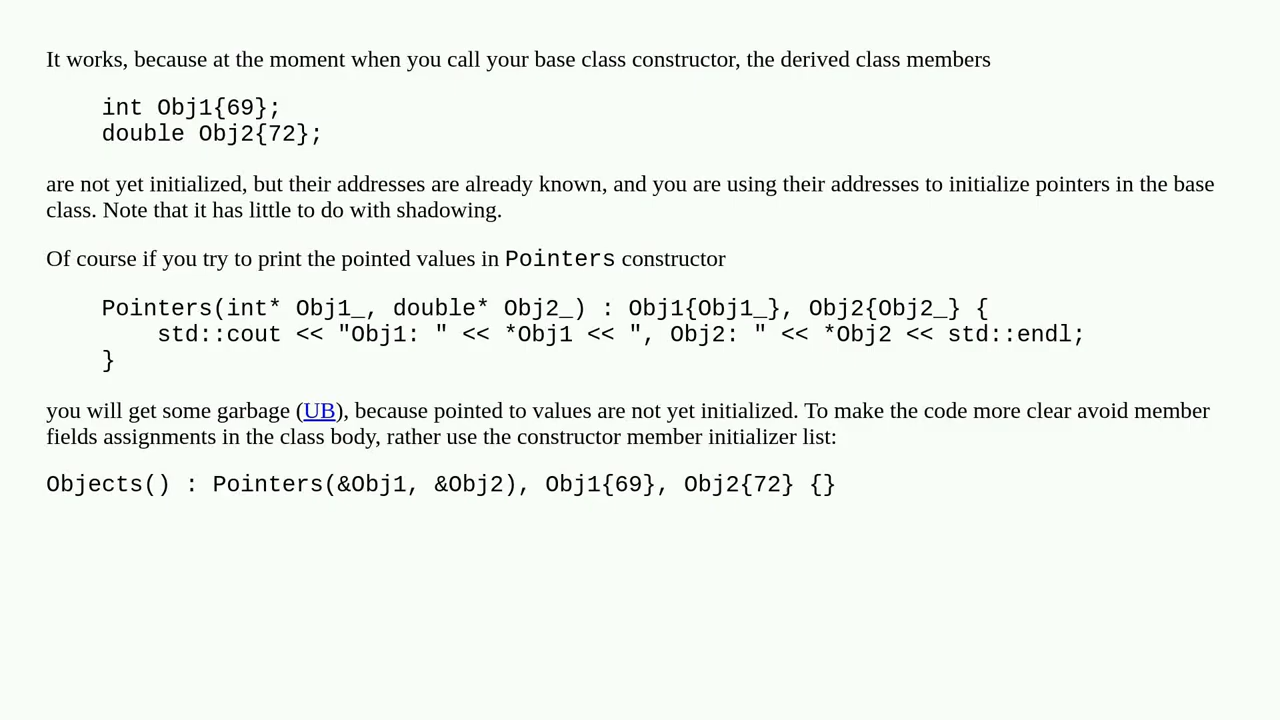 It works, because at the moment when you call your base class constructor, the derived class members
int Obj1{69};
double Obj2{72};
are not yet initialized, but their addresses are already known, and you are using their addresses to initialize pointers in the base
class. Note that it has little to do with shadowing.
Of course if you try to print the pointed values in Pointers constructor
Pointers(int* Obj1_, double* Obj2_) : Obj1{Obj1_}, Obj2{Obj2_} {
    std::cout << "Obj1: " << *Obj1 << ", Obj2: " << *Obj2 << std::endl;
}
you will get some garbage (UB), because pointed to values are not yet initialized. To make the code more clear avoid member
fields assignments in the class body, rather use the constructor member initializer list:
Objects() : Pointers(&Obj1, &Obj2), Obj1{69}, Obj2{72} {}